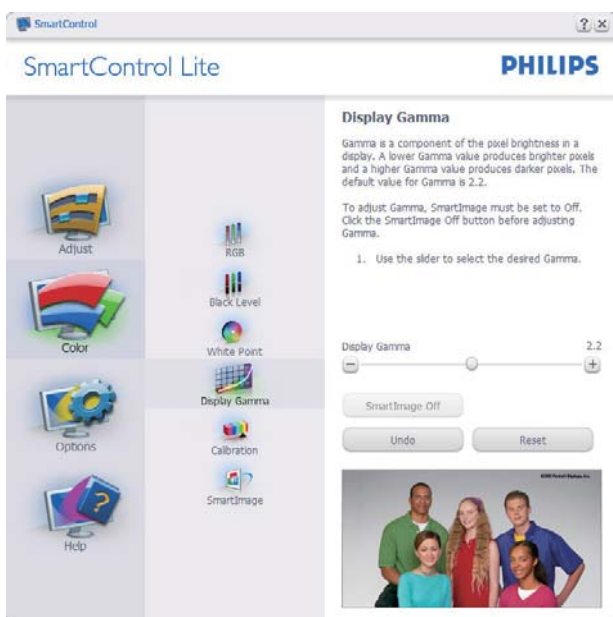 SmartControl
SmartControl Lite
PHILIPS
Adjust
Color
Options
Help
RGB
Black Level
White Point
Display Gamma
Calibration
SmartImage
Display Gamma
Gamma is a component of the pixel brightness in a
display. A lower Gamma value produces brighter pixels
and a higher Gamma value produces darker pixels. The
default value for Gamma is 2.2.
To adjust Gamma, SmartImage must be set to Off.
Click the SmartImage Off button before adjusting
Gamma.
1. Use the slider to select the desired Gamma.
Display Gamma 2.2
SmartImage Off
Undo Reset